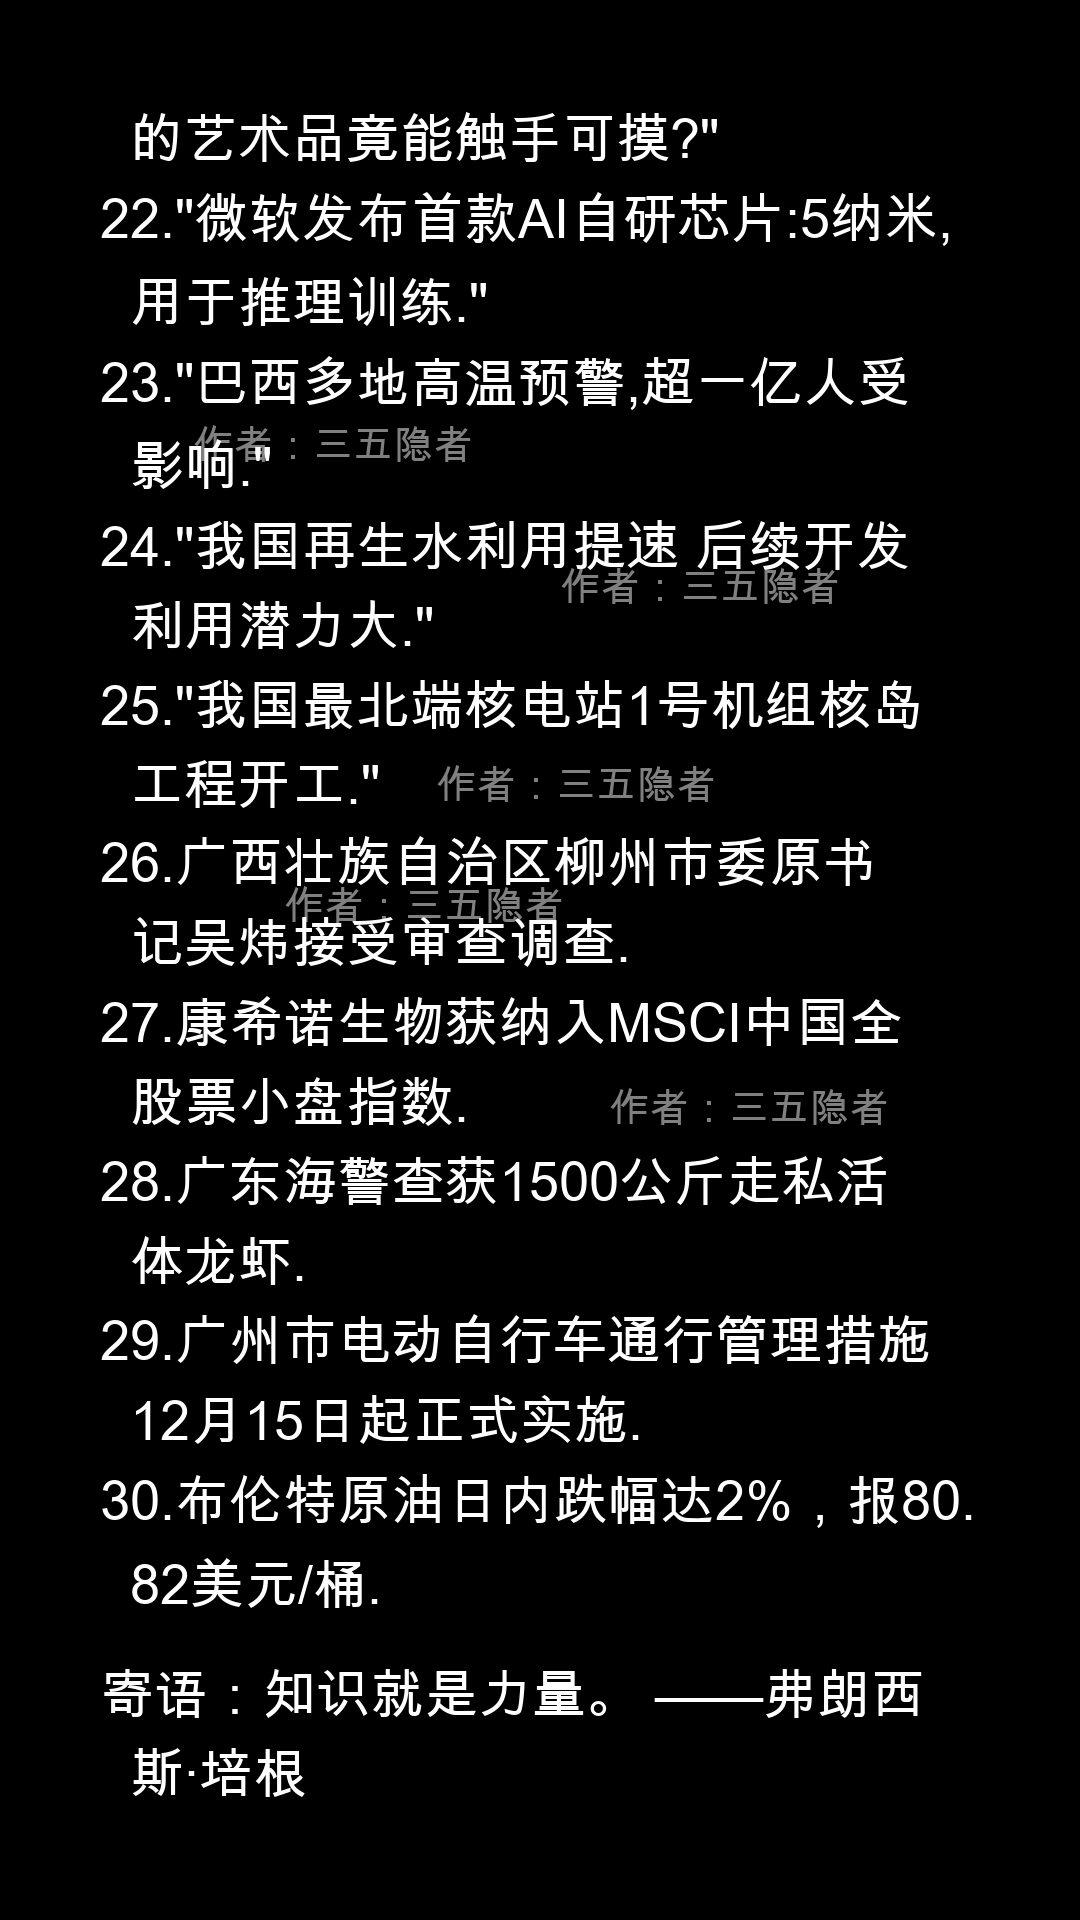 的艺术品竟能触手可摸?"
22."微软发布首款AI自研芯片:5纳米,
用于推理训练."
23."巴西多地高温预警,超一亿人受
作者：三五隐者
影响."
24."我国再生水利用提速 后续开发
作者：三五隐者
利用潜力大."
25."我国最北端核电站1号机组核岛
工程开工."
作者：三五隐者
26.广西壮族自治区柳州市委原书
作者：三五隐者
记吴炜接受审查调查.
27.康希诺生物获纳入MSCI中国全
股票小盘指数.
作者：三五隐者
28.广东海警查获1500公斤走私活
体龙虾.
29.广州市电动自行车通行管理措施
12月15日起正式实施.
30.布伦特原油日内跌幅达2%，报80.
82美元/桶.
寄语：知识就是力量。 ——弗朗西
斯·培根